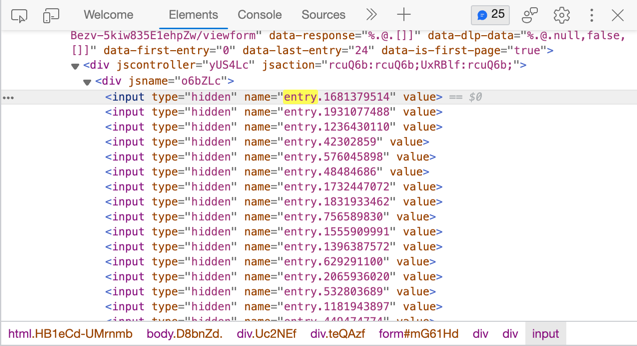 Welcome Elements Console Sources 25
Bezv-5kiw835E1ehpZw/viewform" data-response="%.@.[]]" data-dlp-data="%.@.null,false,
[]]" data-first-entry="0" data-last-entry="24" data-is-first-page="true">
▼<div jscontroller="yUS4Lc" jsaction="rcuQ6b:rcuQ6b;UxRBlf:rcuQ6b;">
▼<div jsname="o6bZLc">
••• <input type="hidden" name="entry.1681379514" value> == $0
<input type="hidden" name="entry.1931077488" value>
<input type="hidden" name="entry.1236430110" value>
<input type="hidden" name="entry.42302859" value>
<input type="hidden" name="entry.576045898" value>
<input type="hidden" name="entry.48484686" value>
<input type="hidden" name="entry.1732447072" value>
<input type="hidden" name="entry.1831933462" value>
<input type="hidden" name="entry.756589830" value>
<input type="hidden" name="entry.1555909991" value>
<input type="hidden" name="entry.1396387572" value>
<input type="hidden" name="entry.629291100" value>
<input type="hidden" name="entry.2065936020" value>
<input type="hidden" name="entry.532803689" value>
<input type="hidden" name="entry.1181943897" value>
html.HB1eCd-UMrnmb body.D8bnZd. div.Uc2NEf div.teQAzf form#mG61Hd div div input